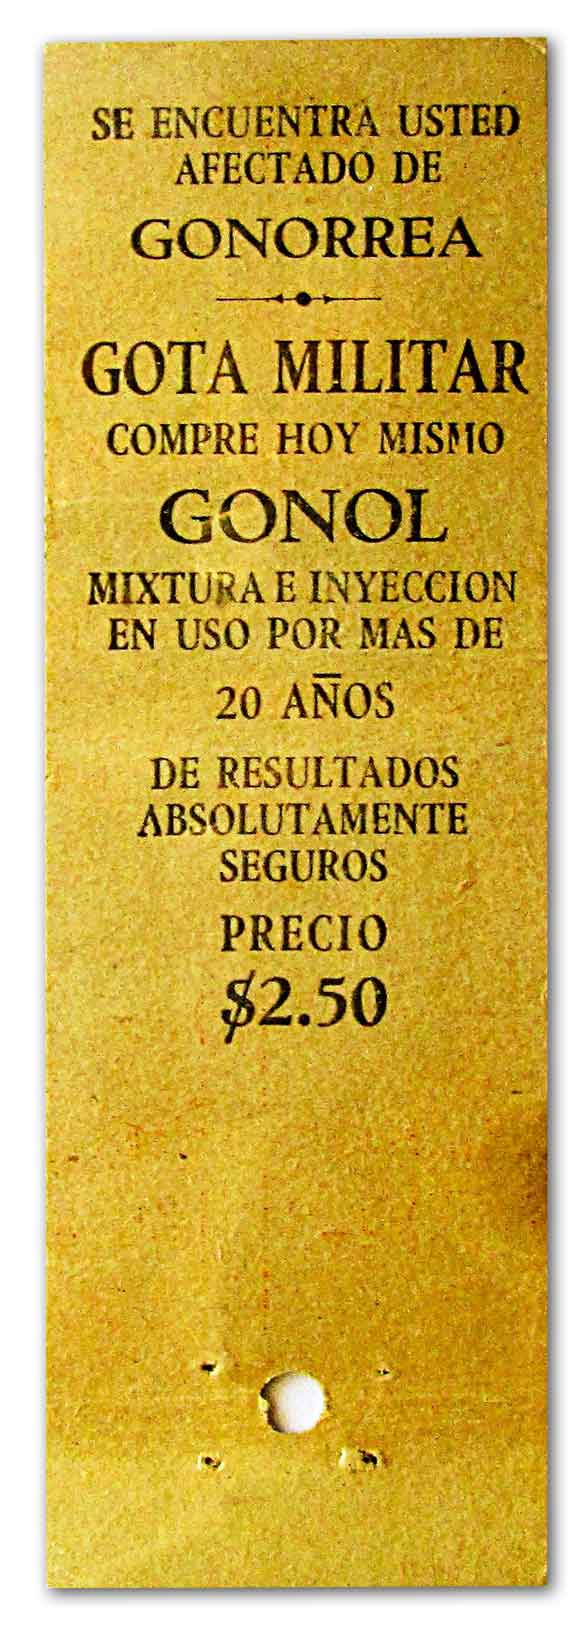 SE ENCUENTRA USTED
AFECTADO DE
GONORREA
GOTA MILITAR
COMPRE HOY MISMO
GONOL
MIXTURA E INYECCION
EN USO POR MAS DE
20 AÑOS
DE RESULTADOS
ABSOLUTAMENTE
SEGUROS
PRECIO
$2.50